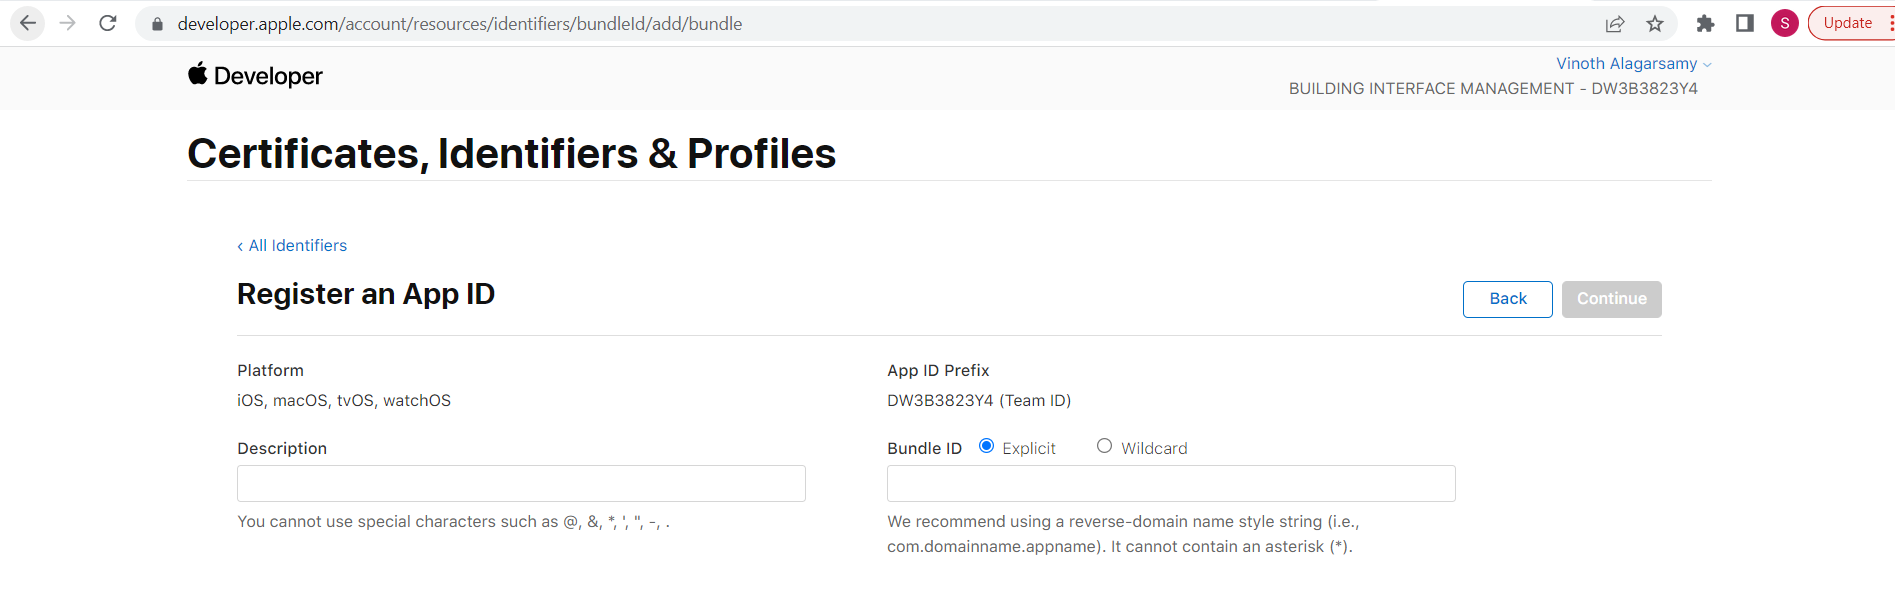 developer.apple.com/account/resources/identifiers/bundleId/add/bundle
S
Update
Developer
Vinoth Alagarsamy
BUILDING INTERFACE MANAGEMENT - DW3B3823Y4
Certificates, Identifiers & Profiles
‹ All Identifiers
Register an App ID
Back
Continue
Platform
iOS, macOS, tvOS, watchOS
App ID Prefix
DW3B3823Y4 (Team ID)
Description
You cannot use special characters such as @, &, *, ', ", -, .
Bundle ID Explicit Wildcard
We recommend using a reverse-domain name style string (i.e.,
com.domainname.appname). It cannot contain an asterisk (*).